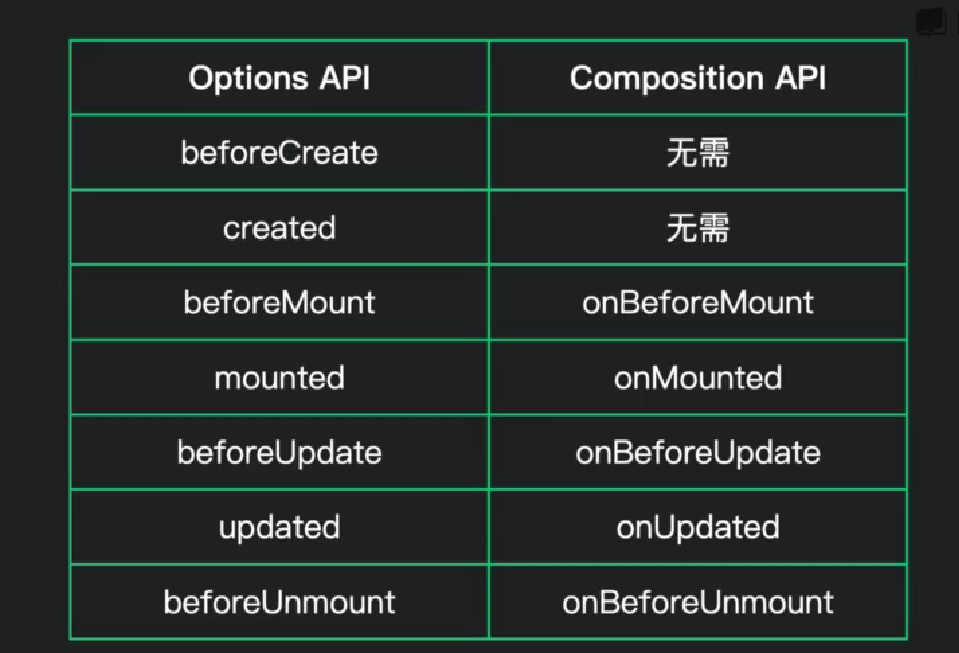 Options API Composition API
beforeCreate 无需
created 无需
beforeMount onBeforeMount
mounted onMounted
beforeUpdate onBeforeUpdate
updated onUpdated
beforeUnmount onBeforeUnmount